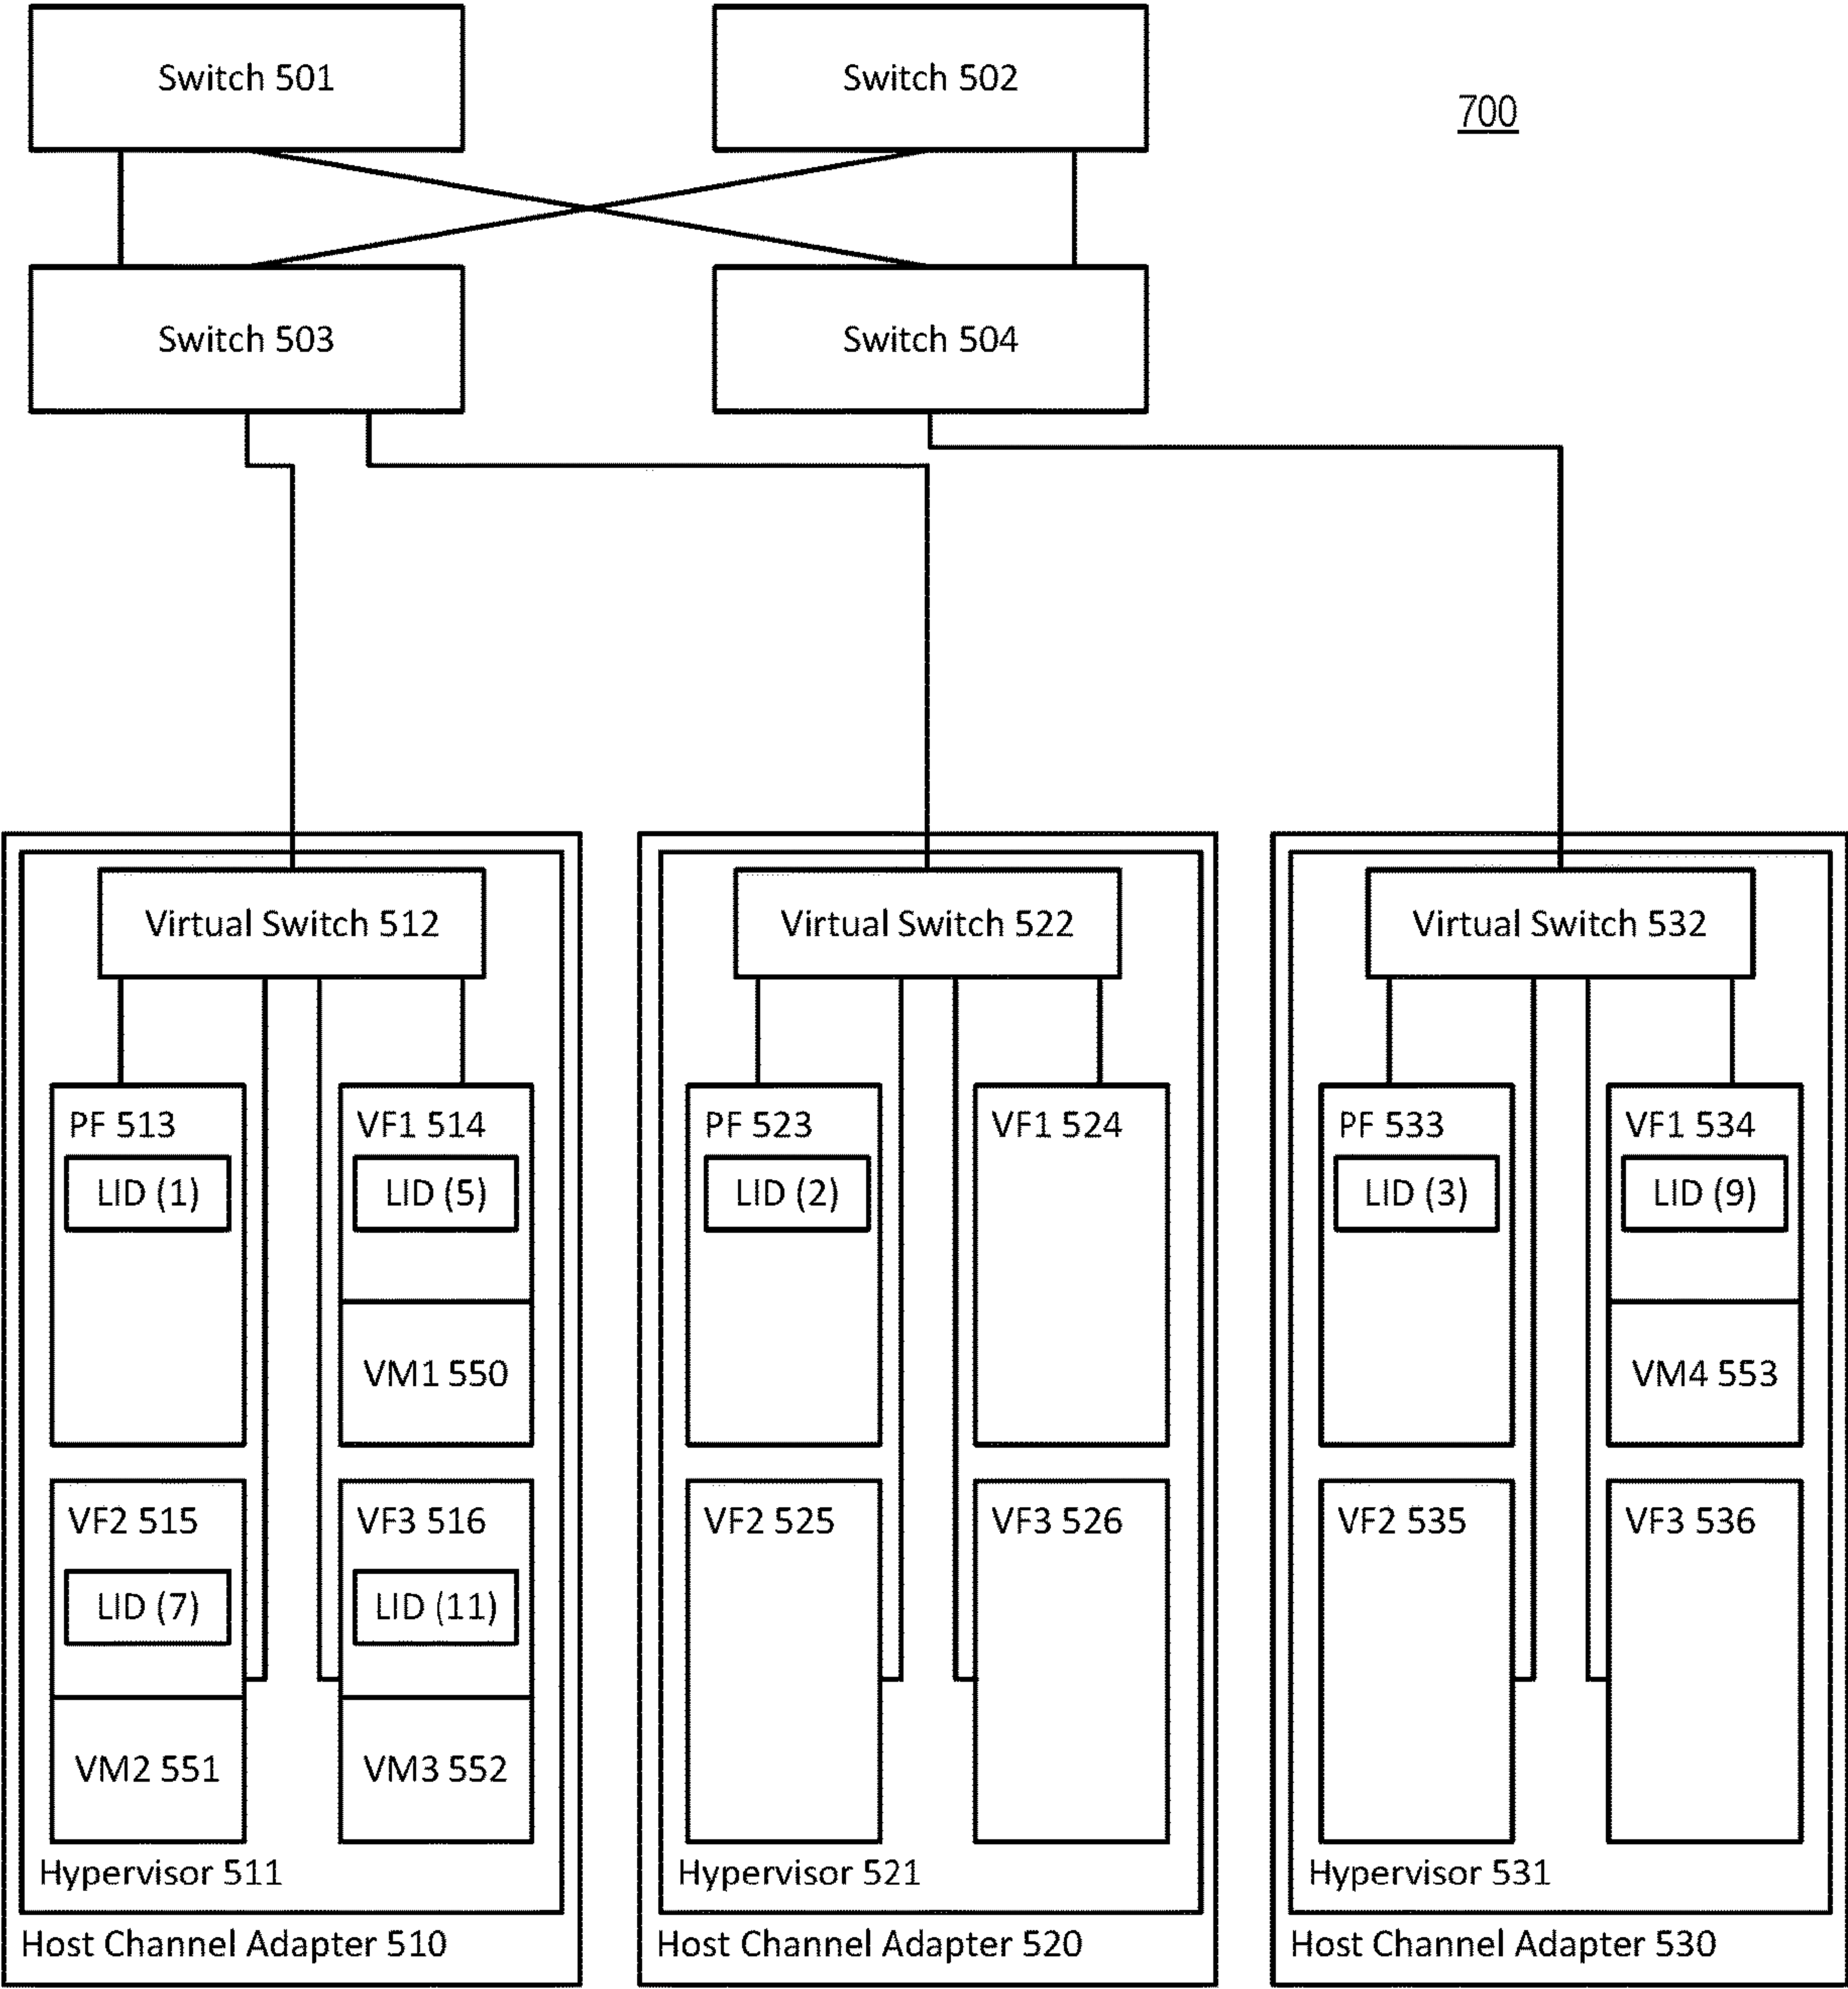 Switch 501
Switch 502
700
Switch 503
Switch 504
Virtual Switch 512
Virtual Switch 522
Virtual Switch 532
PF 513
LID (1)
VF1 514
LID (5)
VM1 550
VF2 515
LID (7)
VM2 551
VF3 516
LID (11)
VM3 552
Hypervisor 511
Host Channel Adapter 510
PF 523
LID (2)
VF1 524
VF2 525
VF3 526
Hypervisor 521
Host Channel Adapter 520
PF 533
LID (3)
VF1 534
LID (9)
VM4 553
VF2 535
VF3 536
Hypervisor 531
Host Channel Adapter 530